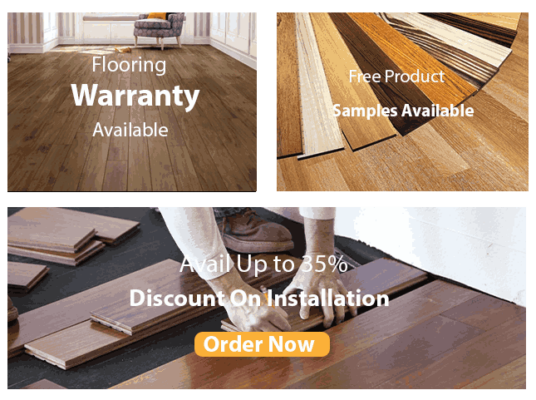 Flooring
Warranty
Available
Free Product
Samples Available
Avail Up to 35%
Discount On Installation
Order Now